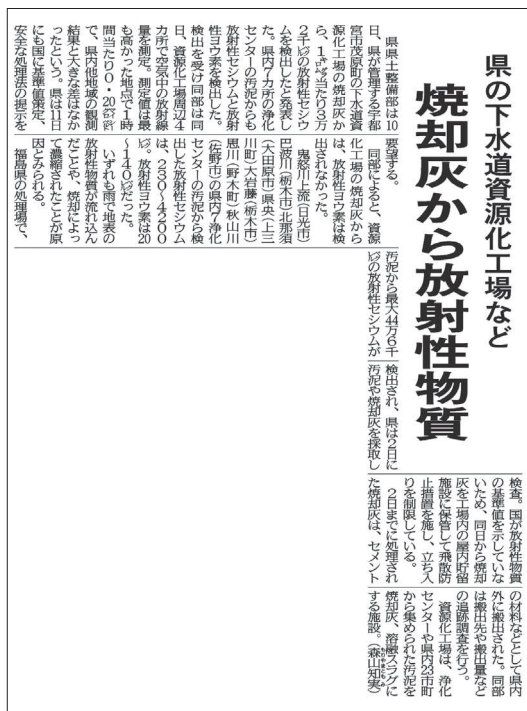 県の下水道資源化工場など
焼却灰から放射性物質
県県土整備部は10
日、県が管理する宇都
宮市茂原町の下水道資
源化工場の焼却灰か
ら、1㌔㌘当たり3万
2千㏃の放射性セシウ
ムを検出したと発表し
た。県内7カ所の浄化
センターの汚泥からも
放射性セシウムと放射
性ヨウ素を検出した。
検出を受け同部は同
日、資源化工場周辺4
カ所で空気中の放射線
量を測定。測定値は最
も高かった地点で1時
間当たり0・20㍃㏜
で、県内他地域の観測
結果と大きな差はなか
ったという。県は11日
にも国に基準値策定、
安全な処理法の提示を
要望する。
同部によると、資源
化工場の焼却灰から
は、放射性ヨウ素は検
出されなかった。
鬼怒川上流(日光市)
巴波川(栃木市)北那須
(大田原市)県央(上三
川町)大岩藤(栃木市)
思川(野木町)秋山川
(佐野市)の県内7浄化
センターの汚泥から検
出した放射性セシウム
は、230〜4200
㏃。放射性ヨウ素は20
〜140㏃だった。
いずれも雨で地表の
放射性物質が流れ込ん
だことや、焼却によっ
て濃縮されたことが原
因とみられる。
福島県の処理場で、
汚泥から最大44万6千
㏃の放射性セシウムが
検出され、県は2日に
汚泥や焼却灰を採取し
検査。国が放射性物質
の基準値を示していな
いため、同日から焼却
灰を工場内の屋内貯留
施設に保管して飛散防
止措置を施し、立ち入
りを制限している。
2日までに処理され
た焼却灰は、セメント
の材料などとして県内
外に搬出された。同部
は搬出先や搬出量など
の追跡調査を行う。
資源化工場は、浄化
センターや県内23市町
から集められた汚泥を
焼却灰、溶融スラグに
する施設。(森山知実)